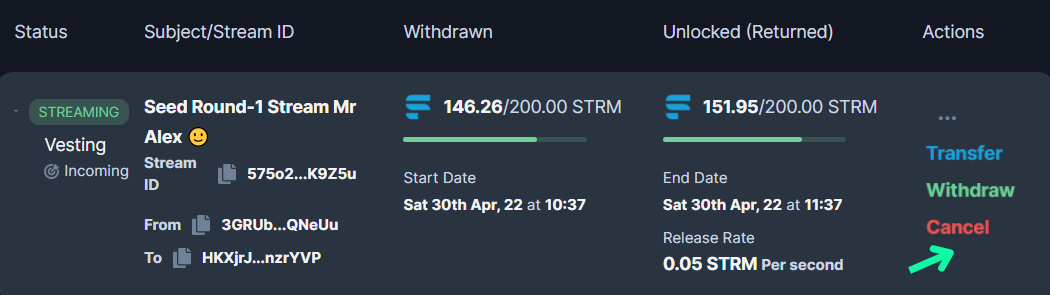 Status Subject/Stream ID Withdrawn Unlocked (Returned) Actions
STREAMING
Vesting
Incoming
Seed Round-1 Stream Mr
Alex 🙂
Stream
ID
575o2...K9Z5u
From 3GRUb...QNeUu
To HKXjrJ...nzrYVP
146.26/200.00 STRM
Start Date
Sat 30th Apr, 22 at 10:37
151.95/200.00 STRM
End Date
Sat 30th Apr, 22 at 11:37
Release Rate
0.05 STRM Per second
...
Transfer
Withdraw
Cancel